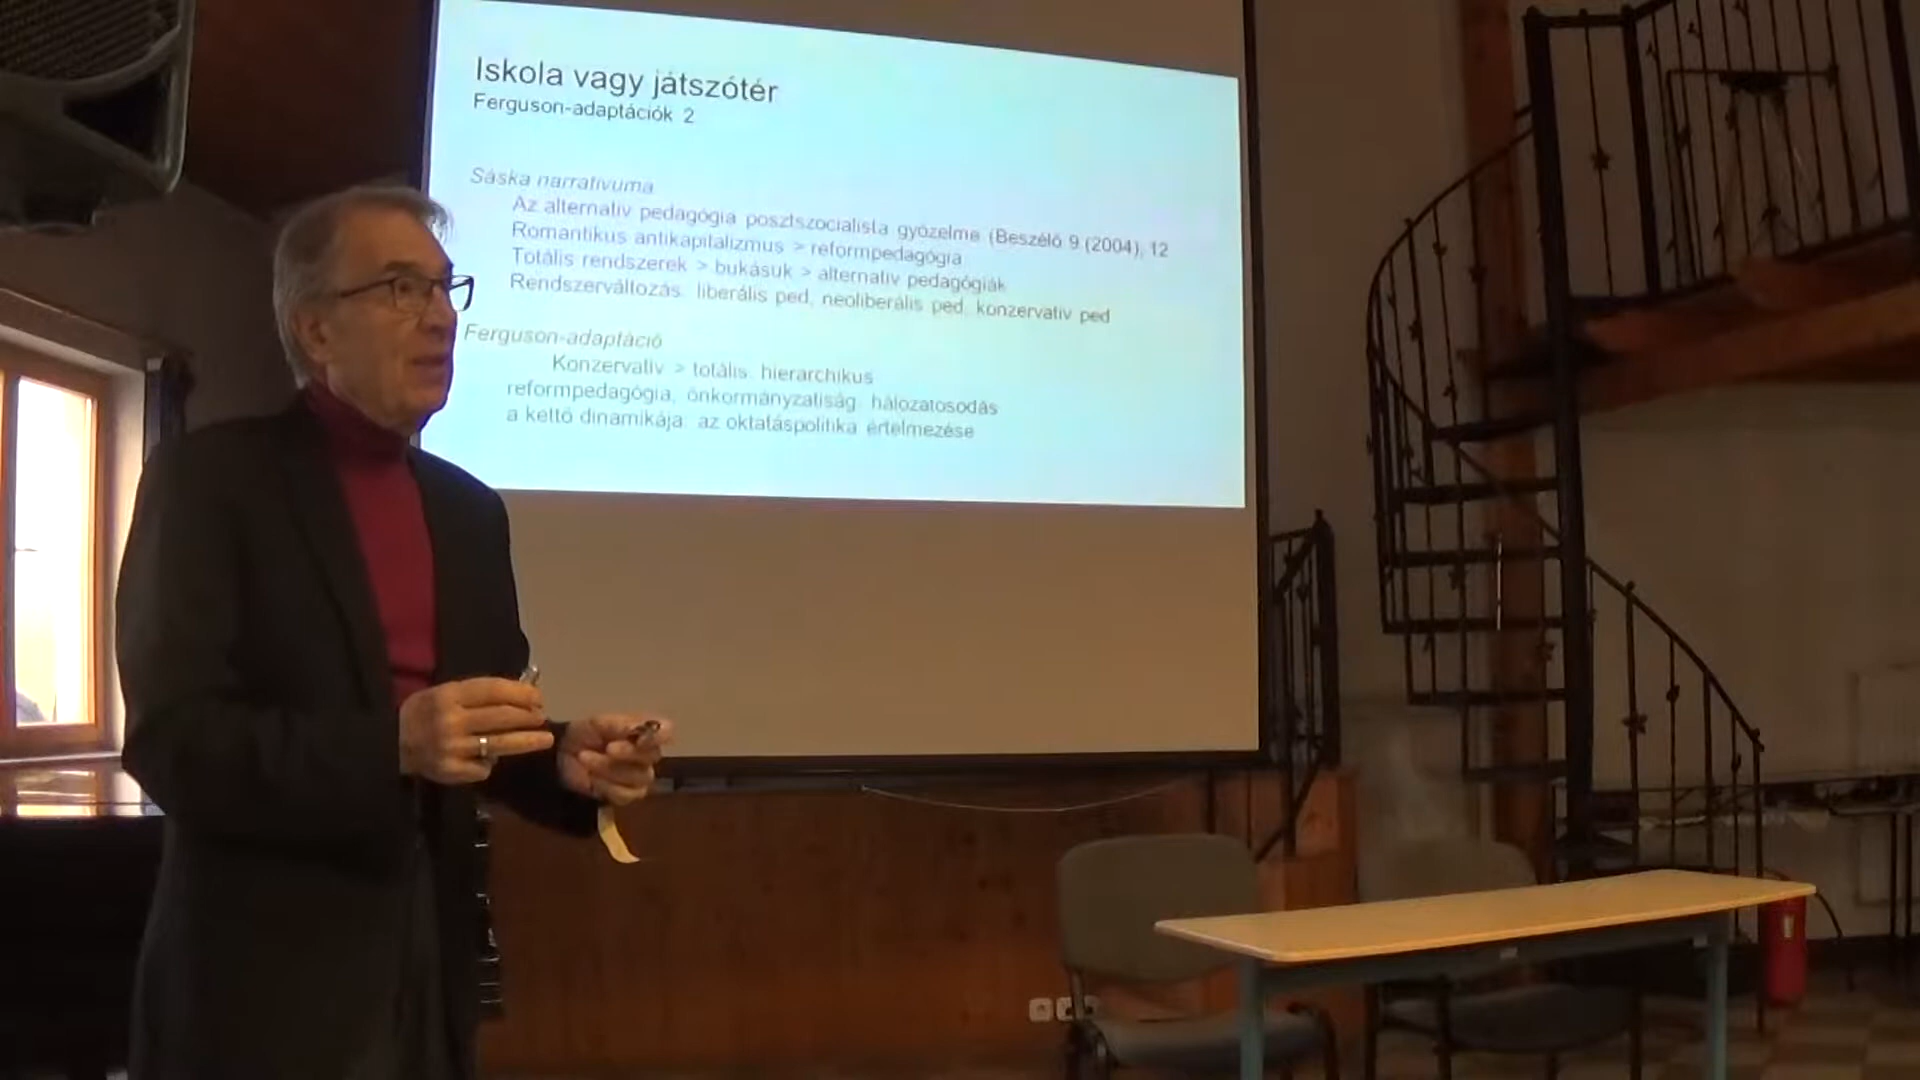 Iskola vagy játszótér
Ferguson-adaptációk 2
Sáska narratívuma
Az alternatív pedagógia posztszocialista győzelme (Beszélő 9 (2004), 12
Romantikus antikapitalizmus > reformpedagógia
Totális rendszerek > bukásuk > alternatív pedagógiák
Rendszerváltozás: liberális ped, neoliberális ped, konzervatív ped
Ferguson-adaptáció
Konzervatív > totális: hierarchikus
reformpedagógia, önkormányzatiság: hálózatosodás
a kettő dinamikája: az oktatáspolitika értelmezése